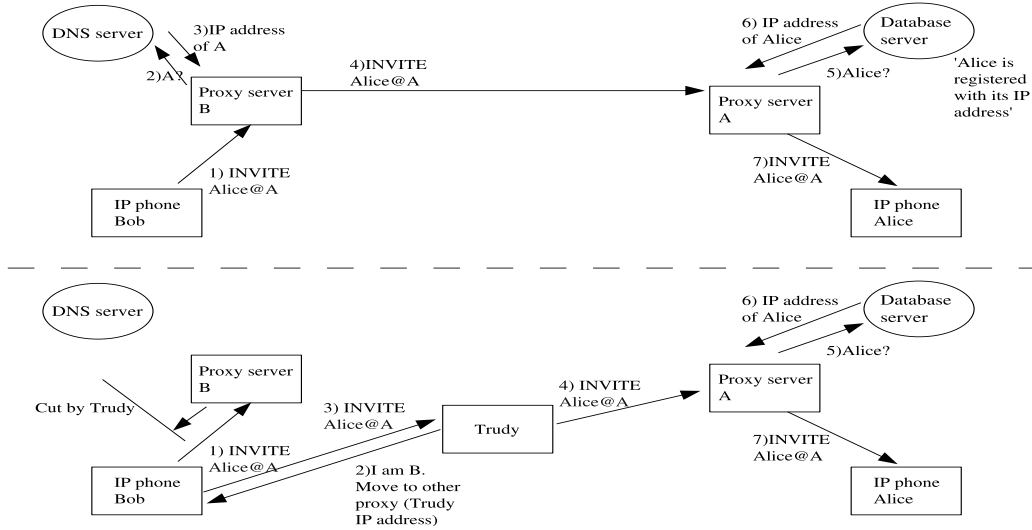 DNS server
3)IP address
of A
2)A?
Proxy server
B
4)INVITE
Alice@A
1) INVITE
Alice@A
IP phone
Bob
6) IP address
of Alice
Database
server
5)Alice?
'Alice is
registered
with its IP
address'
Proxy server
A
7)INVITE
Alice@A
IP phone
Alice
DNS server
Proxy server
B
Cut by Trudy
1) INVITE
Alice@A
IP phone
Bob
3) INVITE
Alice@A
2)I am B.
Move to other
proxy (Trudy
IP address)
Trudy
4) INVITE
Alice@A
6) IP address
of Alice
Database
server
5)Alice?
Proxy server
A
7)INVITE
Alice@A
IP phone
Alice